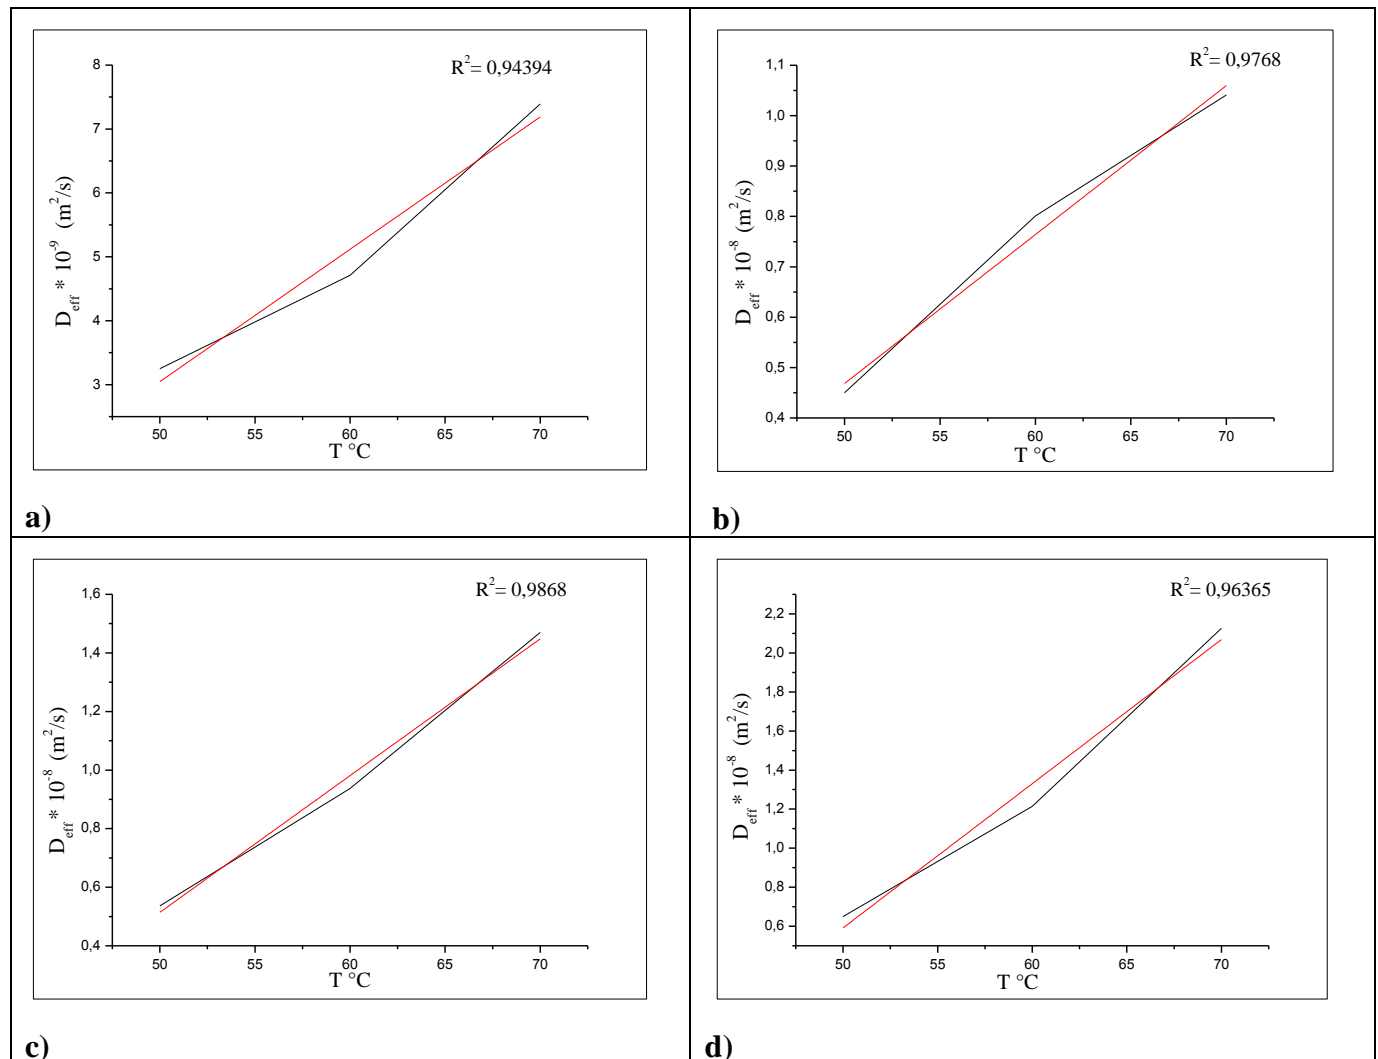 R²= 0,94394
8
7
6
5
4
3
D_eff * 10⁻⁹ (m²/s)
50 55 60 65 70
T °C
a)
R²= 0,9768
1,1
1,0
0,9
0,8
0,7
0,6
0,5
0,4
D_eff * 10⁻⁸ (m²/s)
50 55 60 65 70
T °C
b)
R²= 0,9868
1,6
1,4
1,2
1,0
0,8
0,6
0,4
D_eff * 10⁻⁸ (m²/s)
50 55 60 65 70
T °C
c)
R²= 0,96365
2,2
2,0
1,8
1,6
1,4
1,2
1,0
0,8
0,6
D_eff * 10⁻⁸ (m²/s)
50 55 60 65 70
T °C
d)